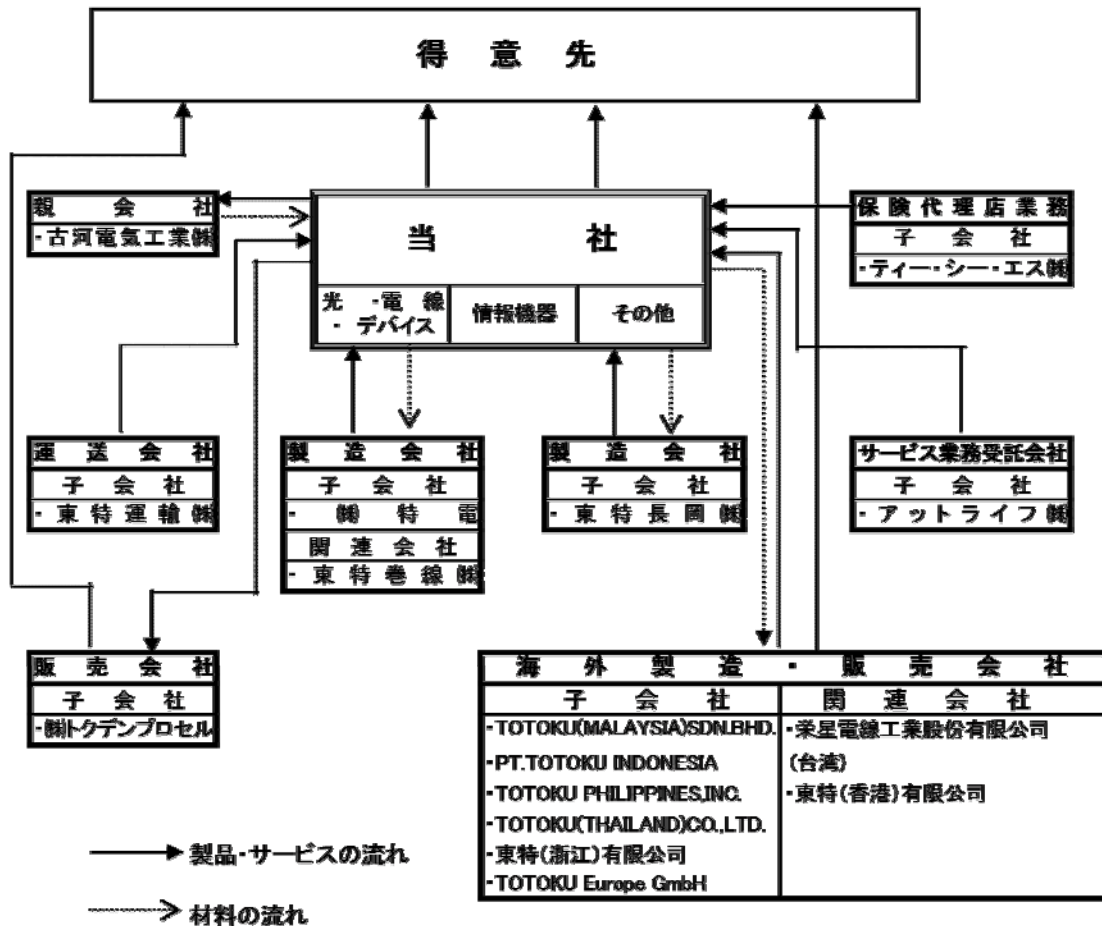 得意先
親会社
・古河電気工業㈱
当社
光・電線
・デバイス
情報機器
その他
保険代理店業務
子会社
・ティー・シー・エス㈱
運送会社
子会社
・東特運輸㈱
製造会社
子会社
・㈱特電
関連会社
・東特巻線㈱
製造会社
子会社
・東特長岡㈱
サービス業務受託会社
子会社
・アットライフ㈱
販売会社
子会社
・㈱トクデンプロセル
海外製造・販売会社
子会社
・TOTOKU(MALAYSIA)SDN.BHD.
・PT.TOTOKU INDONESIA
・TOTOKU PHILIPPINES,INC.
・TOTOKU(THAILAND)CO.,LTD.
・東特(浙江)有限公司
・TOTOKU Europe GmbH
関連会社
・栄星電線工業股份有限公司
(台湾)
・東特(香港)有限公司
製品・サービスの流れ
材料の流れ